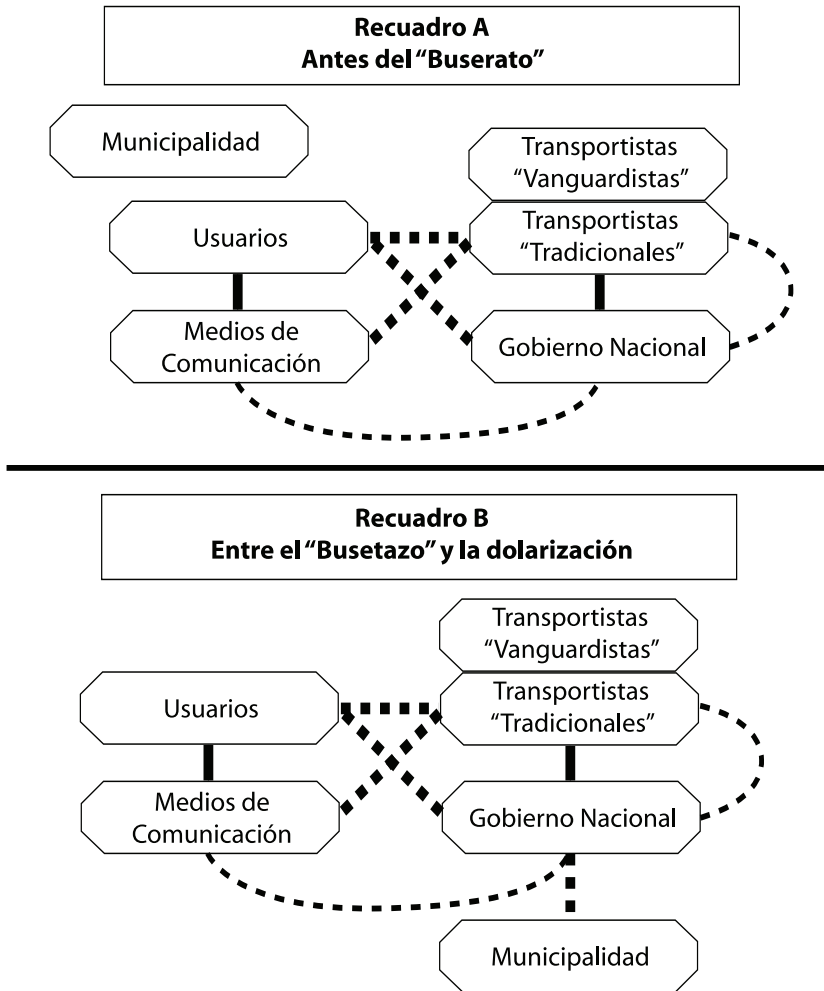 Recuadro A
Antes del “Buserato”
Municipalidad
Transportistas
“Vanguardistas”
Usuarios
Transportistas
“Tradicionales”
Medios de
Comunicación
Gobierno Nacional
Recuadro B
Entre el “Busetazo” y la dolarización
Transportistas
“Vanguardistas”
Usuarios
Transportistas
“Tradicionales”
Medios de
Comunicación
Gobierno Nacional
Municipalidad